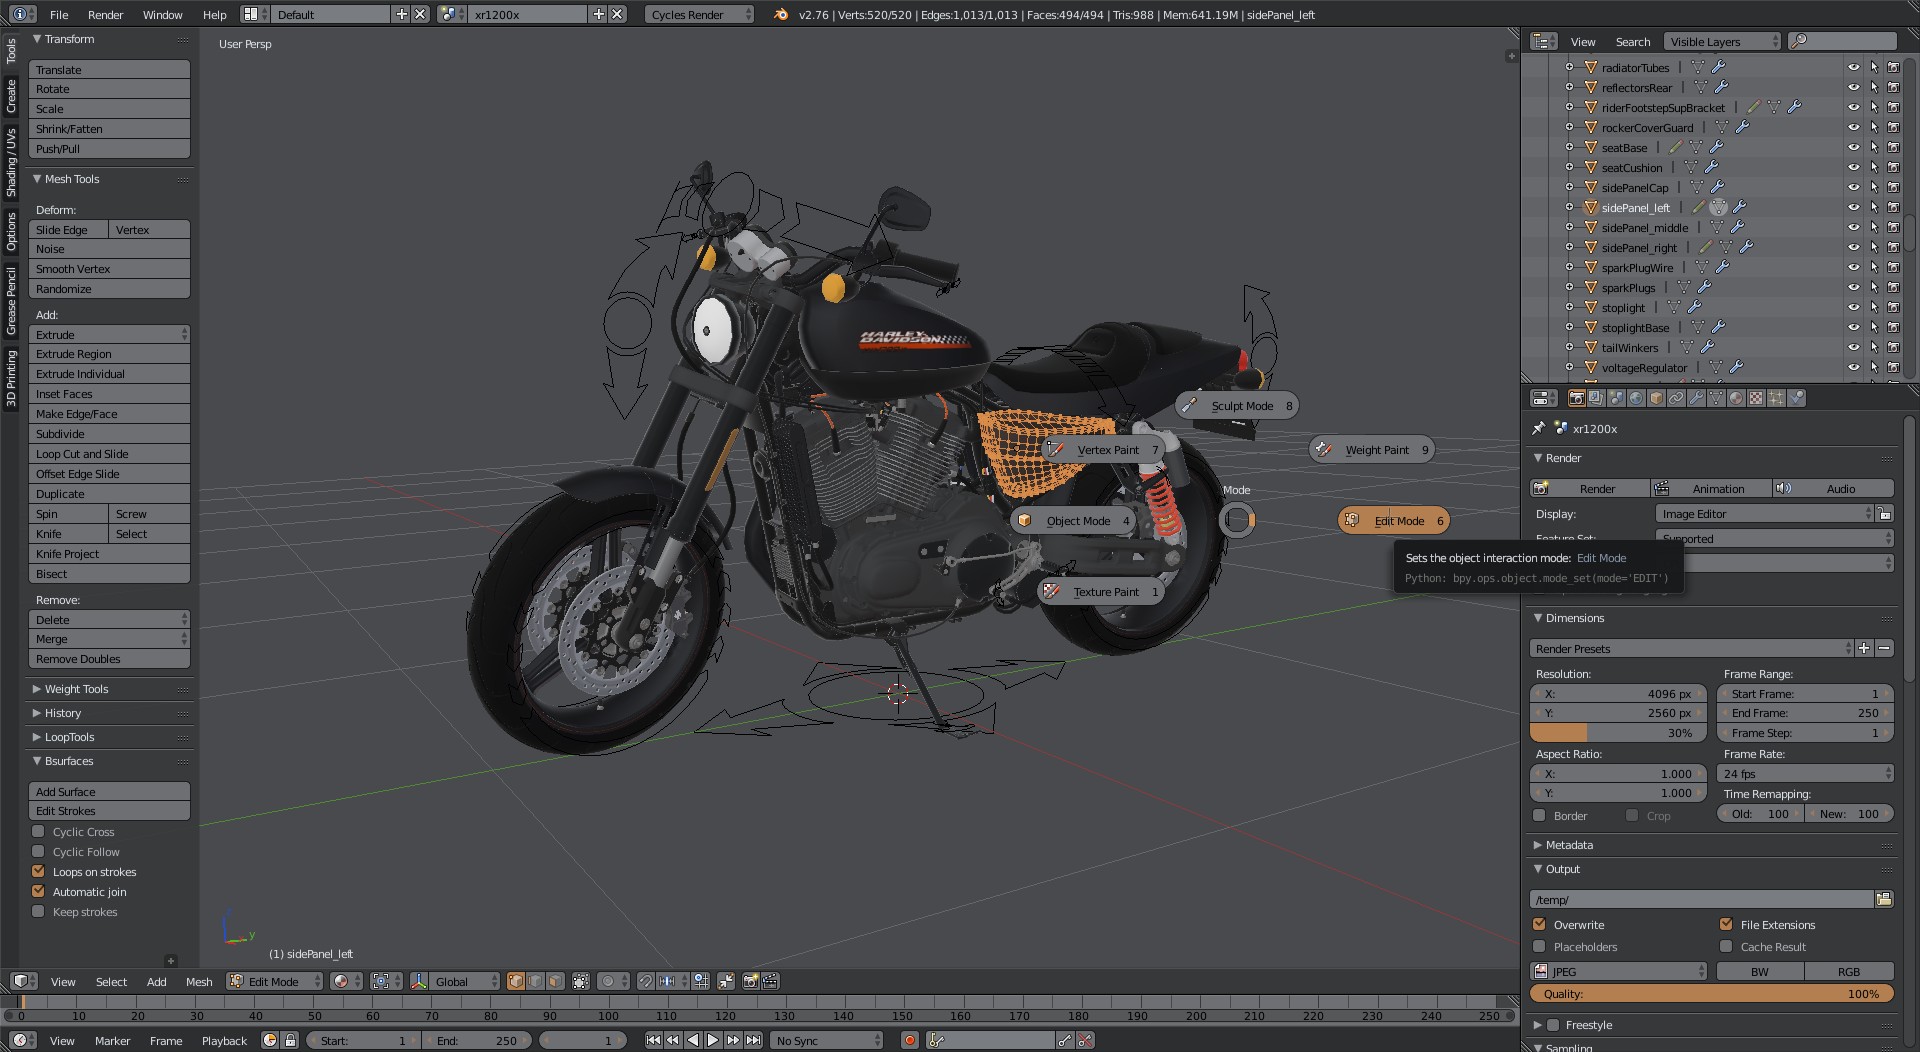 File Render Window Help Default xr1200x Cycles Render v2.76 | Verts:520/520 | Edges:1,013/1,013 | Faces:494/494 | Tris:988 | Mem:641.19M | sidePanel_left
Tools
Create
Shading / UVs
Options
Grease Pencil
3D Printing
Transform
Translate
Rotate
Scale
Shrink/Fatten
Push/Pull
Mesh Tools
Deform:
Slide Edge Vertex
Noise
Smooth Vertex
Randomize
Add:
Extrude
Extrude Region
Extrude Individual
Inset Faces
Make Edge/Face
Subdivide
Loop Cut and Slide
Offset Edge Slide
Duplicate
Spin Screw
Knife Select
Knife Project
Bisect
Remove:
Delete
Merge
Remove Doubles
Weight Tools
History
LoopTools
Bsurfaces
Add Surface
Edit Strokes
Cyclic Cross
Cyclic Follow
Loops on strokes
Automatic join
Keep strokes
User Persp
HARLEY
DAVIDSON
Sculpt Mode 8
Vertex Paint 7
Weight Paint 9
Mode
Object Mode 4
Edit Mode 6
Texture Paint 1
Sets the object interaction mode: Edit Mode
Python: bpy.ops.object.mode_set(mode='EDIT')
z
y
(1) sidePanel_left
View Select Add Mesh Edit Mode Global
0 10 20 30 40 50 60 70 80 90 100 110 120 130 140 150 160 170 180 190 200 210 220 230 240 250
View Marker Frame Playback Start: 1 End: 250 1 No Sync
View Search Visible Layers
radiatorTubes
reflectorsRear
riderFootstepSupBracket
rockerCoverGuard
seatBase
seatCushion
sidePanelCap
sidePanel_left
sidePanel_middle
sidePanel_right
sparkPlugWire
sparkPlugs
stoplight
stoplightBase
tailWinkers
voltageRegulator
xr1200x
Render
Render Animation Audio
Display: Image Editor
Feature Set: Supported
Dimensions
Render Presets
Resolution: Frame Range:
X: 4096 px Start Frame: 1
Y: 2560 px End Frame: 250
30% Frame Step: 1
Aspect Ratio: Frame Rate:
X: 1.000 24 fps
Y: 1.000 Time Remapping:
Border Crop Old: 100 New: 100
Metadata
Output
/temp/
Overwrite File Extensions
Placeholders Cache Result
JPEG BW RGB
Quality: 100%
Freestyle
Sampling